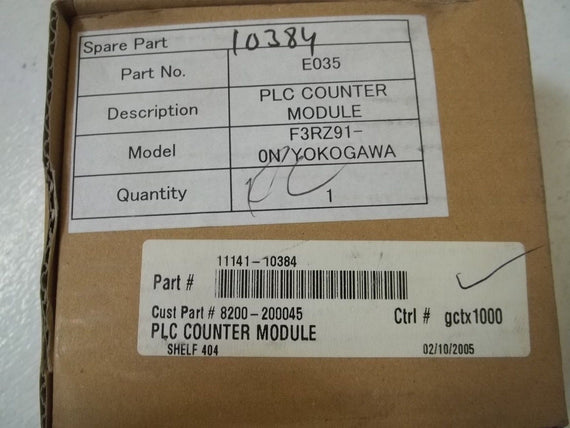 Spare Part 10384
Part No. E035
Description PLC COUNTER
MODULE
Model F3RZ91-
0N/YOKOGAWA
Quantity 1
11141-10384
Part #
Cust Part # 8200-200045 Ctrl # gctx1000
PLC COUNTER MODULE
SHELF 404 02/10/2005